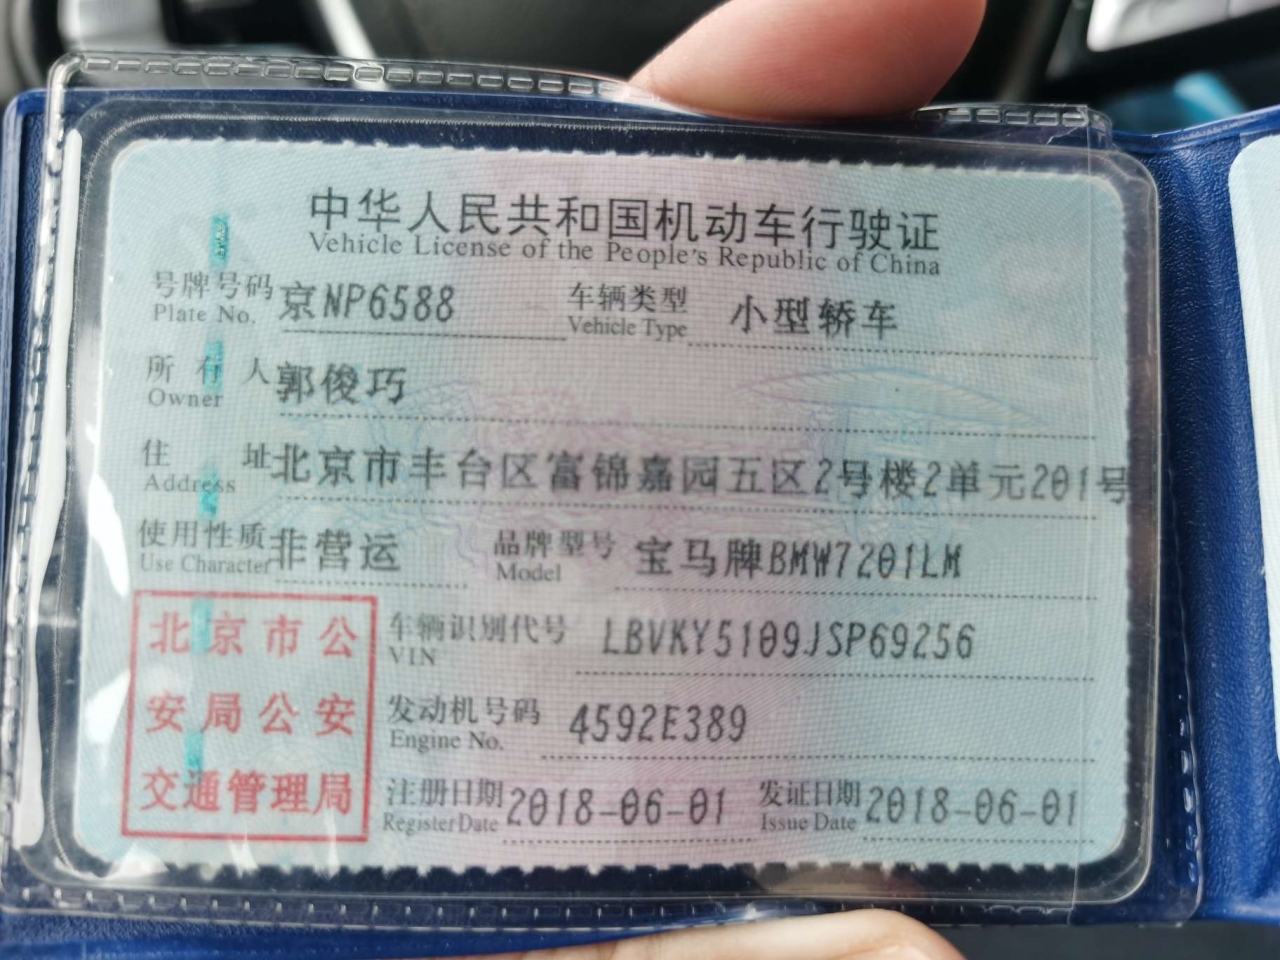 中华人民共和国机动车行驶证
Vehicle License of the People's Republic of China
号牌号码 京NP6588 车辆类型 小型轿车
Plate No. Vehicle Type
所有人 郭俊巧
Owner
住址 北京市丰台区富锦嘉园五区2号楼2单元201号
Address
使用性质 非营运 品牌型号 宝马牌BMW7201LM
Use Character Model
北京市公
安局公安
交通管理局
车辆识别代号 LBVKY5109JSP69256
VIN
发动机号码 4592E389
Engine No.
注册日期 2018-06-01 发证日期 2018-06-01
Register Date Issue Date